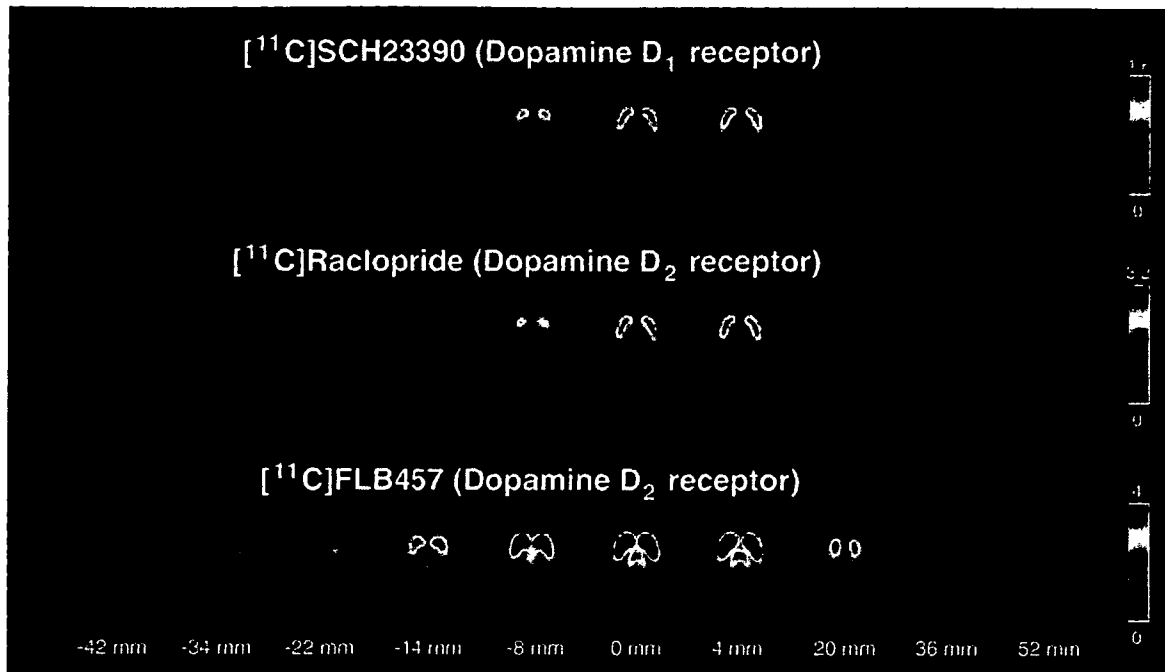 [¹¹C]SCH23390 (Dopamine D₁ receptor)
0
[¹¹C]Raclopride (Dopamine D₂ receptor)
0
[¹¹C]FLB457 (Dopamine D₂ receptor)
4
0
-42 mm -34 mm -22 mm -14 mm -8 mm 0 mm 4 mm 20 mm 36 mm 52 mm